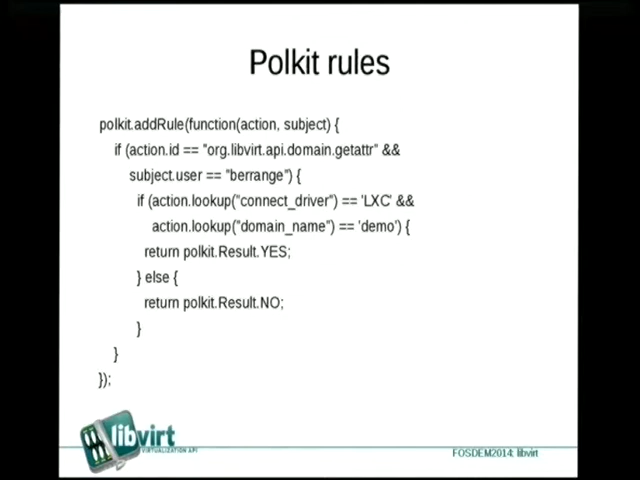 Polkit rules
polkit.addRule(function(action, subject) {
if (action.id == "org.libvirt.api.domain.getattr" &&
subject.user == "berrange") {
if (action.lookup("connect_driver") == 'LXC' &&
action.lookup("domain_name") == 'demo') {
return polkit.Result.YES;
} else {
return polkit.Result.NO;
}
}
});
libvirt
VIRTUALIZATION API
FOSDEM2014: libvirt